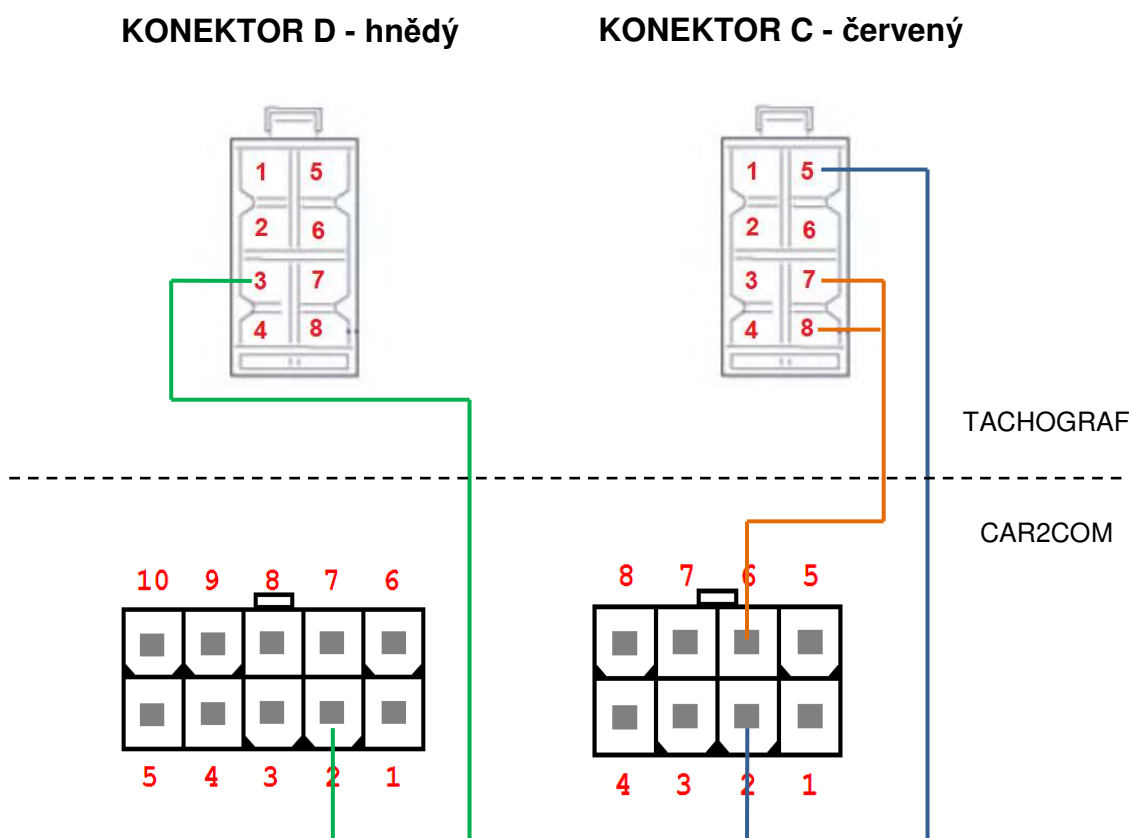 KONEKTOR D - hnědý KONEKTOR C - červený
1 5 1 5
2 6 2 6
3 7 3 7
4 8 4 8
TACHOGRAF
CAR2COM
10 9 8 7 6 8 7 6 5
5 4 3 2 1 4 3 2 1